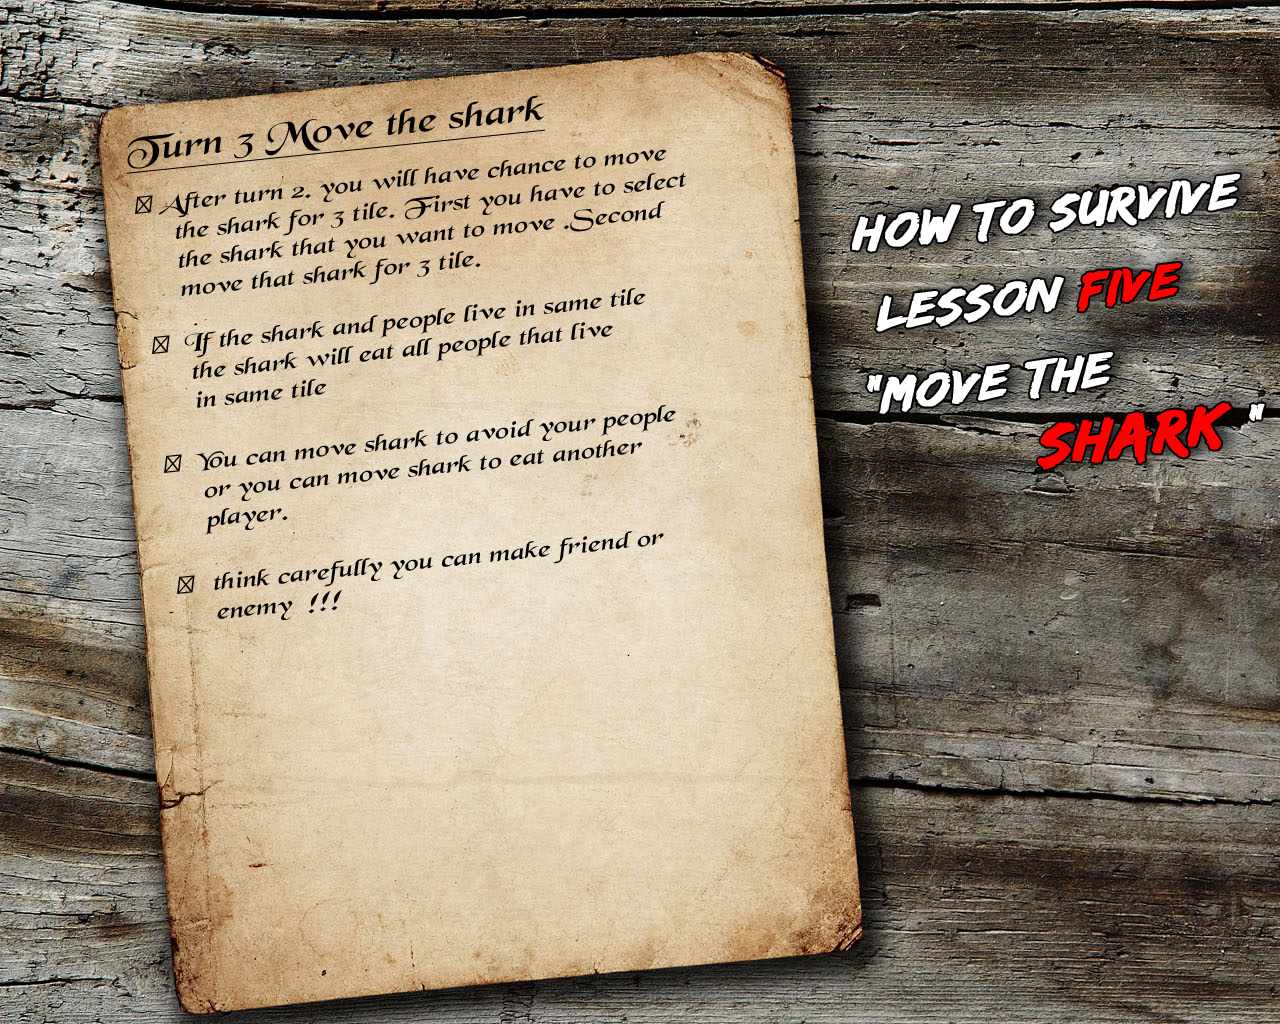 Turn 3 Move the shark
After turn 2. you will have chance to move
the shark for 3 tile. First you have to select
the shark that you want to move .Second
move that shark for 3 tile.
If the shark and people live in same tile
the shark will eat all people that live
in same tile
You can move shark to avoid your people
or you can move shark to eat another
player.
think carefully you can make friend or
enemy !!!
HOW TO SURVIVE
LESSON FIVE
"MOVE THE
SHARK "